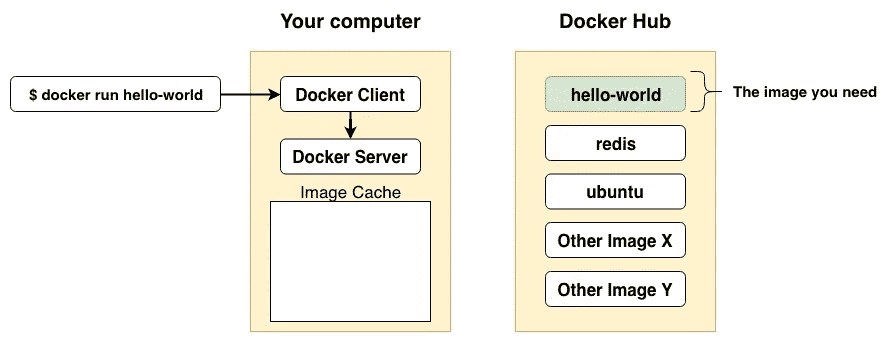 Your computer
Docker Hub
$ docker run hello-world
Docker Client
Docker Server
Image Cache
hello-world
The image you need
redis
ubuntu
Other Image X
Other Image Y